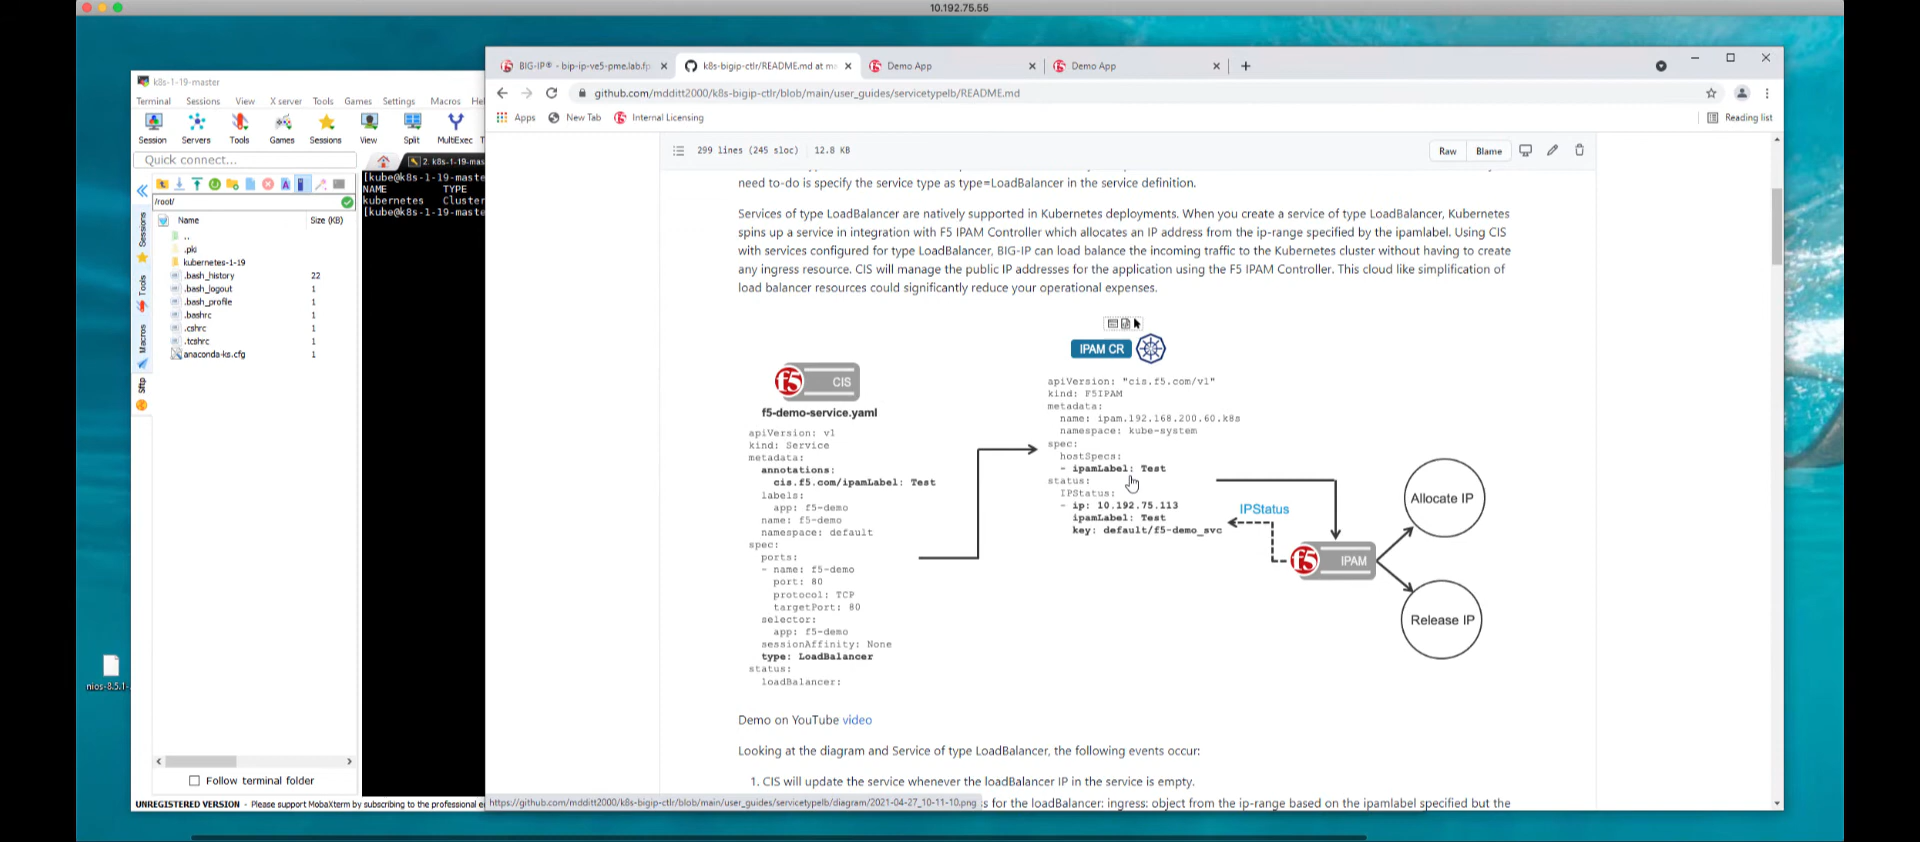 10.192.75.55
k8s-1-19-master
Terminal Sessions View X server Tools Games Settings Macros Hel
Session Servers Tools Games Sessions View Split MultiExec T
Quick connect...
2. k8s-1-19-mas
/root/
Name Size (KB)
..
.pki
kubernetes-1-19
.bash_history 22
.bash_logout 1
.bash_profile 1
.bashrc 1
.cshrc 1
.tcshrc 1
anaconda-ks.cfg 1
Sessions
Tools
Macros
Sftp
Follow terminal folder
UNREGISTERED VERSION - Please support MobaXterm by subscribing to the professional e
[kube@k8s-1-19-maste
NAME TYPE
kubernetes Cluster
[kube@k8s-1-19-maste
nios-8.5.1-
BIG-IP® - bip-ip-ve5-pme.lab.fp
k8s-bigip-ctlr/README.md at ma
Demo App
Demo App
github.com/mdditt2000/k8s-bigip-ctlr/blob/main/user_guides/servicetypelb/README.md
Apps New Tab Internal Licensing Reading list
299 lines (245 sloc) 12.8 KB Raw Blame
need to-do is specify the service type as type=LoadBalancer in the service definition.
Services of type LoadBalancer are natively supported in Kubernetes deployments. When you create a service of type LoadBalancer, Kubernetes
spins up a service in integration with F5 IPAM Controller which allocates an IP address from the ip-range specified by the ipamlabel. Using CIS
with services configured for type LoadBalancer, BIG-IP can load balance the incoming traffic to the Kubernetes cluster without having to create
any ingress resource. CIS will manage the public IP addresses for the application using the F5 IPAM Controller. This cloud like simplification of
load balancer resources could significantly reduce your operational expenses.
f5 CIS
f5-demo-service.yaml
apiVersion: v1
kind: Service
metadata:
annotations:
cis.f5.com/ipamLabel: Test
labels:
app: f5-demo
name: f5-demo
namespace: default
spec:
ports:
- name: f5-demo
port: 80
protocol: TCP
targetPort: 80
selector:
app: f5-demo
sessionAffinity: None
type: LoadBalancer
status:
loadBalancer:
IPAM CR
apiVersion: "cis.f5.com/v1"
kind: F5IPAM
metadata:
name: ipam.192.168.200.60.k8s
namespace: kube-system
spec:
hostSpecs:
- ipamLabel: Test
status:
IPStatus:
- ip: 10.192.75.113
ipamLabel: Test
key: default/f5-demo_svc
IPStatus
f5 IPAM
Allocate IP
Release IP
Demo on YouTube video
Looking at the diagram and Service of type LoadBalancer, the following events occur:
1. CIS will update the service whenever the loadBalancer IP in the service is empty.
https://github.com/mdditt2000/k8s-bigip-ctlr/blob/main/user_guides/servicetypelb/diagram/2021-04-27_10-11-10.png
s for the loadBalancer: ingress: object from the ip-range based on the ipamlabel specified but the